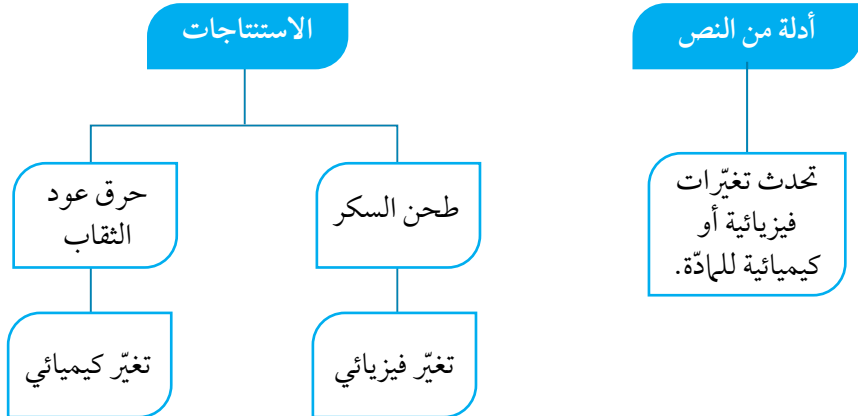 أدلة من النص
تحدث تغيّرات
فيزيائية أو
كيميائية للمادّة.
الاستنتاجات
طحن السكر
تغيّر فيزيائي
حرق عود
الثقاب
تغيّر كيميائي